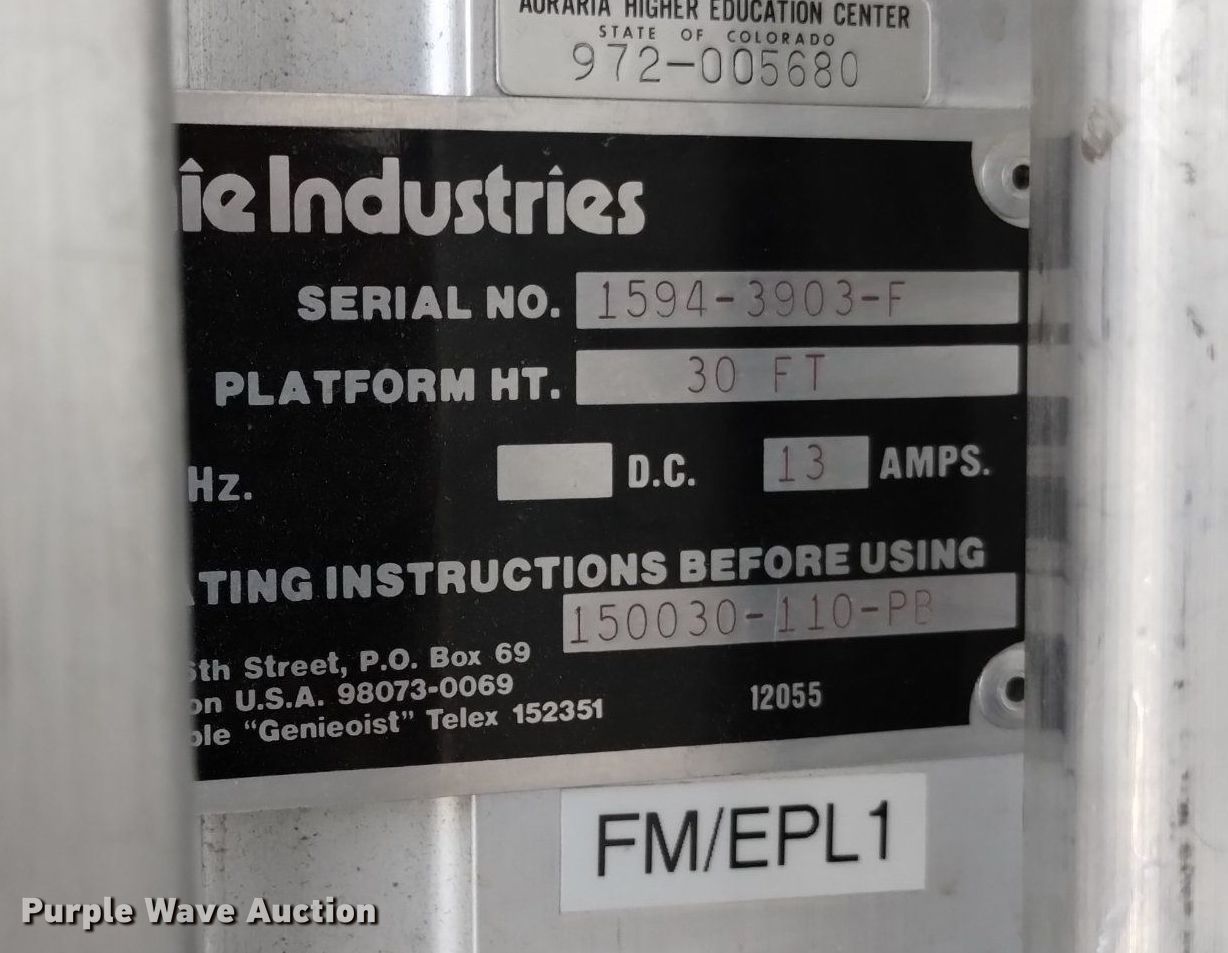 AURARIA HIGHER EDUCATION CENTER
STATE OF COLORADO
972-005680
ie Industries
SERIAL NO. 1594-3903-F
PLATFORM HT. 30 FT
Hz. D.C. 13 AMPS.
TING INSTRUCTIONS BEFORE USING
150030-110-PB
th Street, P.O. Box 69
on U.S.A. 98073-0069
ble "Genieoist" Telex 152351
12055
FM/EPL1
Purple Wave Auction